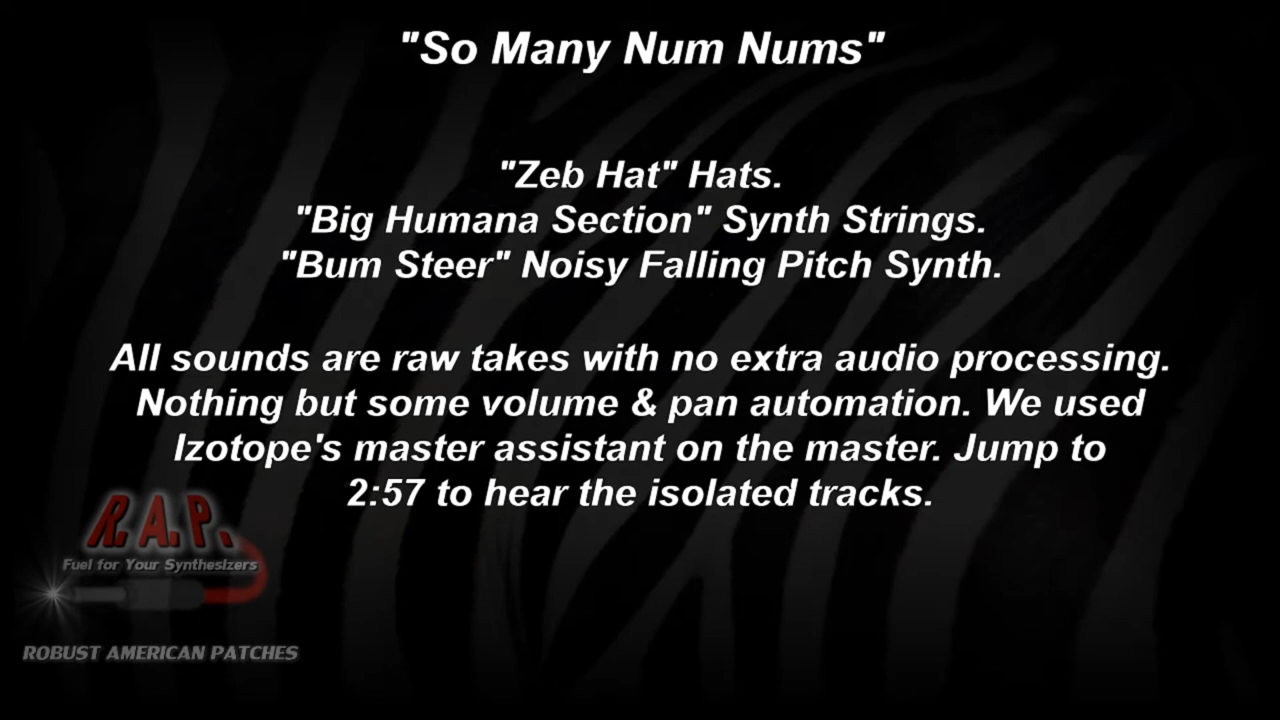 "So Many Num Nums"
"Zeb Hat" Hats.
"Big Humana Section" Synth Strings.
"Bum Steer" Noisy Falling Pitch Synth.
All sounds are raw takes with no extra audio processing.
Nothing but some volume & pan automation. We used
Izotope's master assistant on the master. Jump to
2:57 to hear the isolated tracks.
R.A.P.
Fuel for Your Synthesizers
ROBUST AMERICAN PATCHES